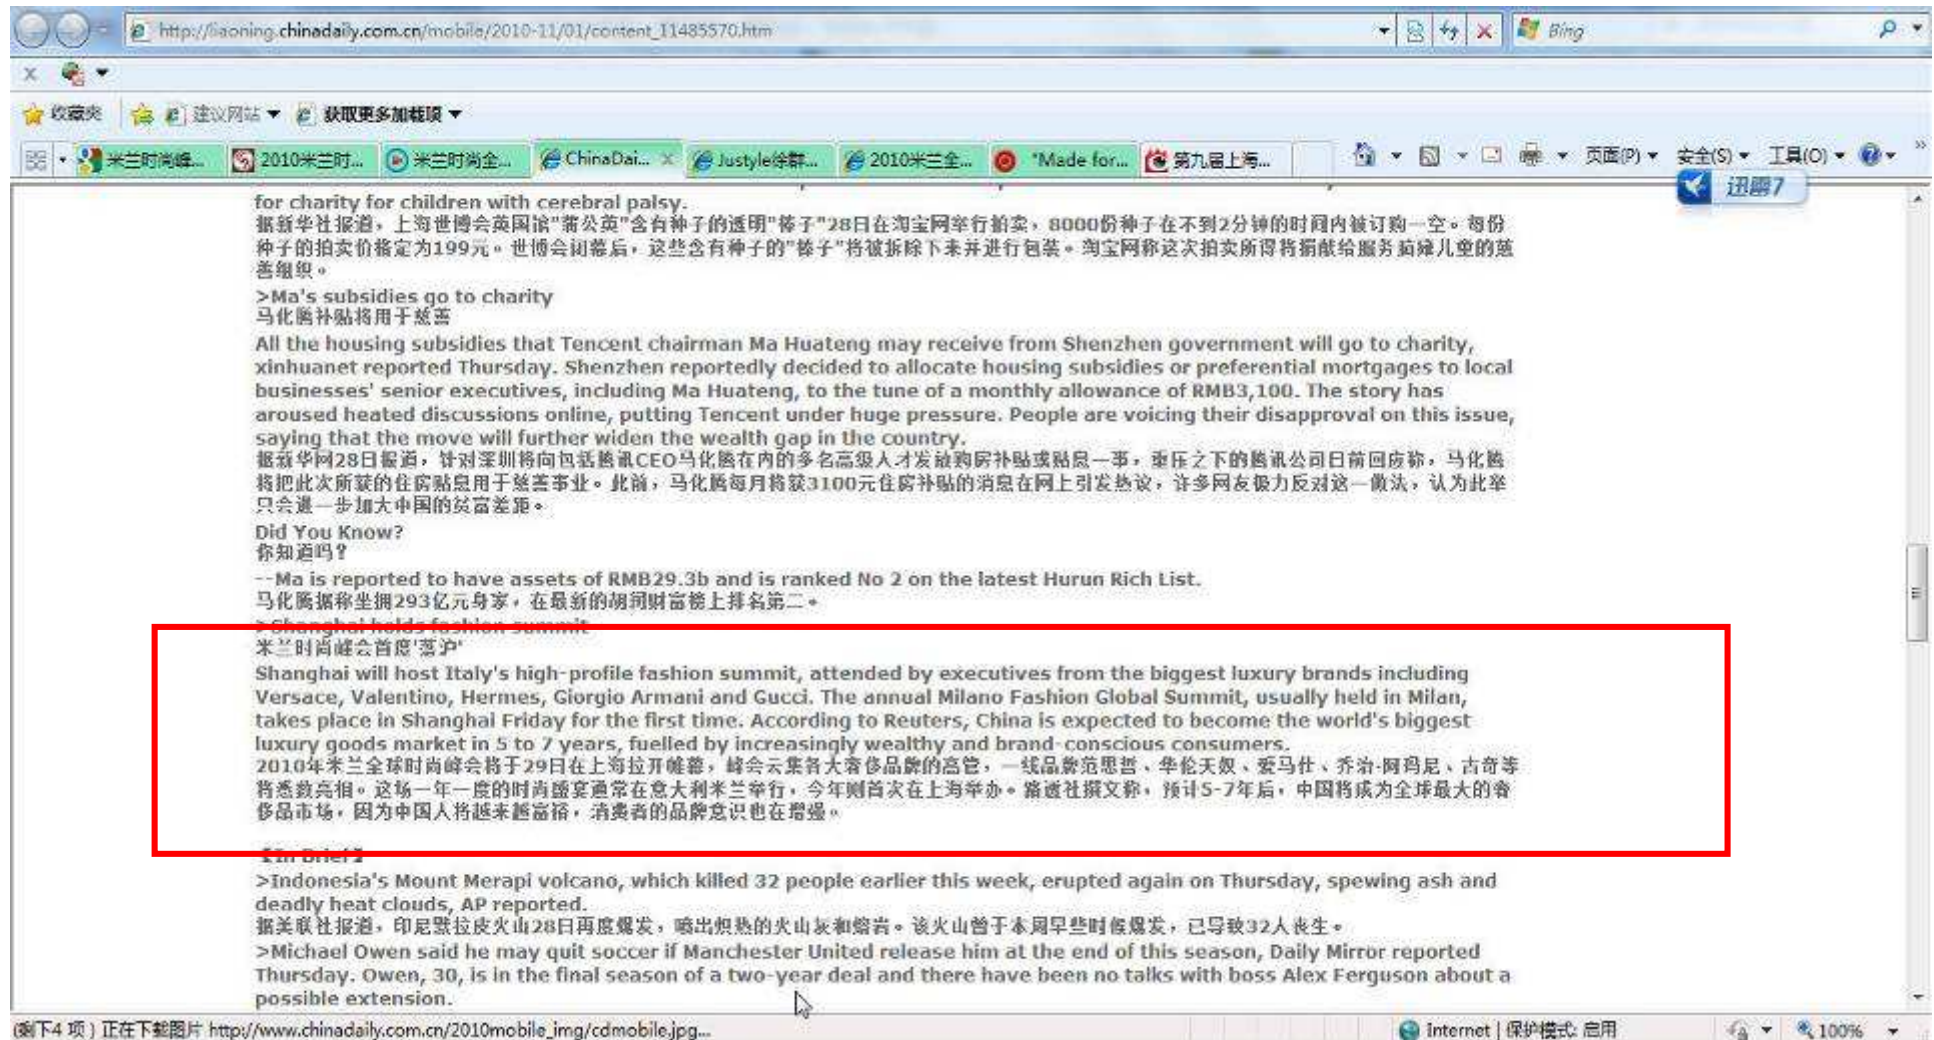 http://liaoning.chinadaily.com.cn/mobile/2010-11/01/content_11485570.htm
Bing
收藏夹 建议网站 获取更多加载项
米兰时尚峰... 2010米兰时... 米兰时尚全... ChinaDai... Justyle徐群... 2010米兰全... "Made for... 第九届上海... 页面(P) 安全(S) 工具(O)
迅雷7
for charity for children with cerebral palsy.
据新华社报道，上海世博会英国馆"蒲公英"含有种子的透明"棒子"28日在淘宝网举行拍卖，8000份种子在不到2分钟的时间内被订购一空。每份
种子的拍卖价格定为199元。世博会闭幕后，这些含有种子的"棒子"将被拆除下来并进行包装。淘宝网称这次拍卖所得将捐献给服务脑瘫儿童的慈
善组织。
>Ma's subsidies go to charity
马化腾补贴将用于慈善
All the housing subsidies that Tencent chairman Ma Huateng may receive from Shenzhen government will go to charity,
xinhuanet reported Thursday. Shenzhen reportedly decided to allocate housing subsidies or preferential mortgages to local
businesses' senior executives, including Ma Huateng, to the tune of a monthly allowance of RMB3,100. The story has
aroused heated discussions online, putting Tencent under huge pressure. People are voicing their disapproval on this issue,
saying that the move will further widen the wealth gap in the country.
据新华网28日报道，针对深圳将向包括腾讯CEO马化腾在内的多名高级人才发放购房补贴或贴息一事，重压之下的腾讯公司日前回应称，马化腾
将把此次所获的住房贴息用于慈善事业。此前，马化腾每月将获3100元住房补贴的消息在网上引发热议，许多网友极力反对这一做法，认为此举
只会进一步加大中国的贫富差距。
Did You Know?
你知道吗？
--Ma is reported to have assets of RMB29.3b and is ranked No 2 on the latest Hurun Rich List.
马化腾据称坐拥293亿元身家，在最新的胡润财富榜上排名第二。
>Shanghai holds fashion summit
米兰时尚峰会首度'落沪'
Shanghai will host Italy's high-profile fashion summit, attended by executives from the biggest luxury brands including
Versace, Valentino, Hermes, Giorgio Armani and Gucci. The annual Milano Fashion Global Summit, usually held in Milan,
takes place in Shanghai Friday for the first time. According to Reuters, China is expected to become the world's biggest
luxury goods market in 5 to 7 years, fuelled by increasingly wealthy and brand-conscious consumers.
2010年米兰全球时尚峰会将于29日在上海拉开帷幕，峰会云集各大奢侈品牌的高管，一线品牌范思哲、华伦天奴、爱马仕、乔治·阿玛尼、古奇等
将悉数亮相。这场一年一度的时尚盛宴通常在意大利米兰举行，今年则首次在上海举办。路透社撰文称，预计5-7年后，中国将成为全球最大的奢
侈品市场，因为中国人将越来越富裕，消费者的品牌意识也在增强。
【In Brief】
>Indonesia's Mount Merapi volcano, which killed 32 people earlier this week, erupted again on Thursday, spewing ash and
deadly heat clouds, AP reported.
据美联社报道，印尼默拉皮火山28日再度爆发，喷出炽热的火山灰和熔岩。该火山曾于本周早些时候爆发，已导致32人丧生。
>Michael Owen said he may quit soccer if Manchester United release him at the end of this season, Daily Mirror reported
Thursday. Owen, 30, is in the final season of a two-year deal and there have been no talks with boss Alex Ferguson about a
possible extension.
(剩下4 项) 正在下载图片 http://www.chinadaily.com.cn/2010mobile_img/cdmobile.jpg... Internet | 保护模式: 启用 100%